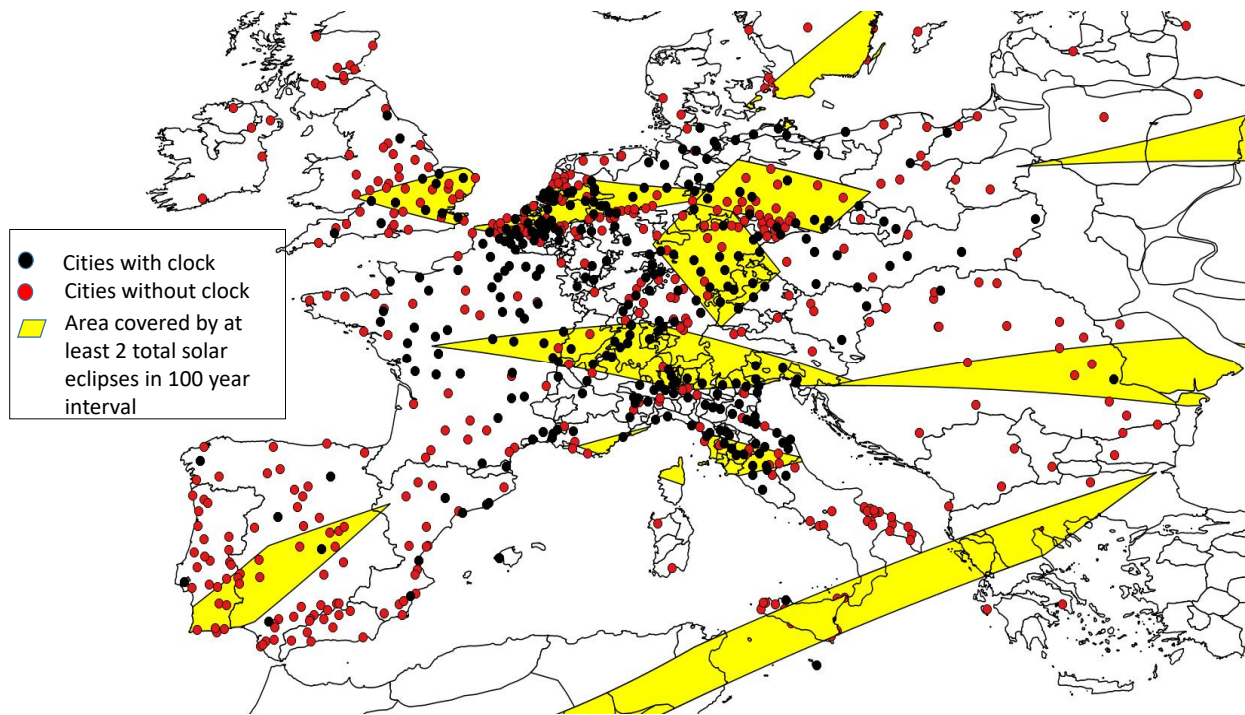 Cities with clock
Cities without clock
Area covered by at
least 2 total solar
eclipses in 100 year
interval